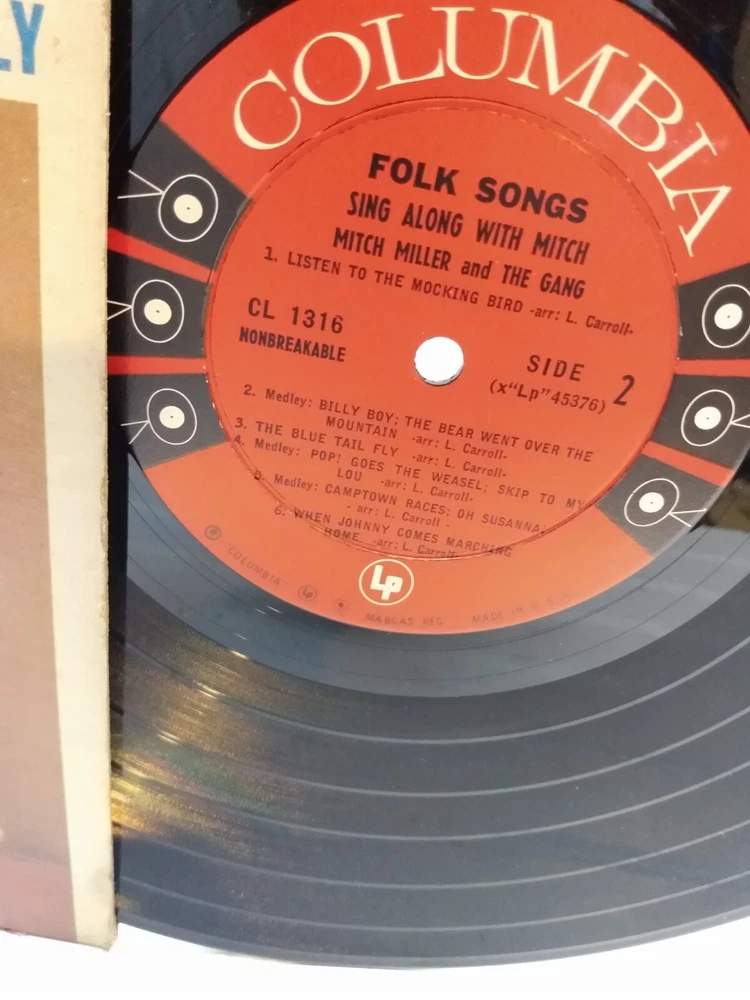 LY
COLUMBIA
FOLK SONGS
SING ALONG WITH MITCH
MITCH MILLER and THE GANG
1. LISTEN TO THE MOCKING BIRD -arr: L. Carroll-
CL 1316
NONBREAKABLE
SIDE 2
(x"Lp"45376)
2. Medley: BILLY BOY; THE BEAR WENT OVER THE
MOUNTAIN -arr: L. Carroll-
3. THE BLUE TAIL FLY -arr: L. Carroll-
4. Medley: POP! GOES THE WEASEL; SKIP TO MY
LOU -arr: L. Carroll-
5. Medley: CAMPTOWN RACES; OH SUSANNA;
- arr: L. Carroll -
6. WHEN JOHNNY COMES MARCHING
HOME -arr: L. Carroll-
Lp
"COLUMBIA" Lp MARCAS REG. MADE IN U.S.A.